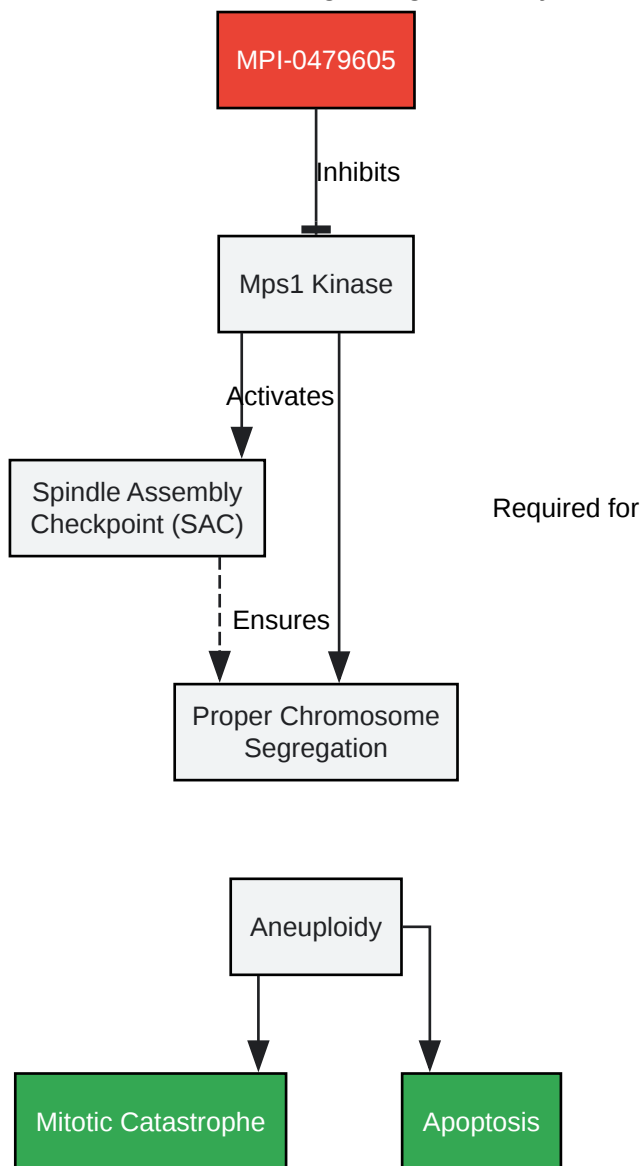 MPI-0479605
Inhibits
Mps1 Kinase
Activates
Spindle Assembly
Checkpoint (SAC)
Required for
Ensures
Proper Chromosome
Segregation
Aneuploidy
Mitotic Catastrophe
Apoptosis